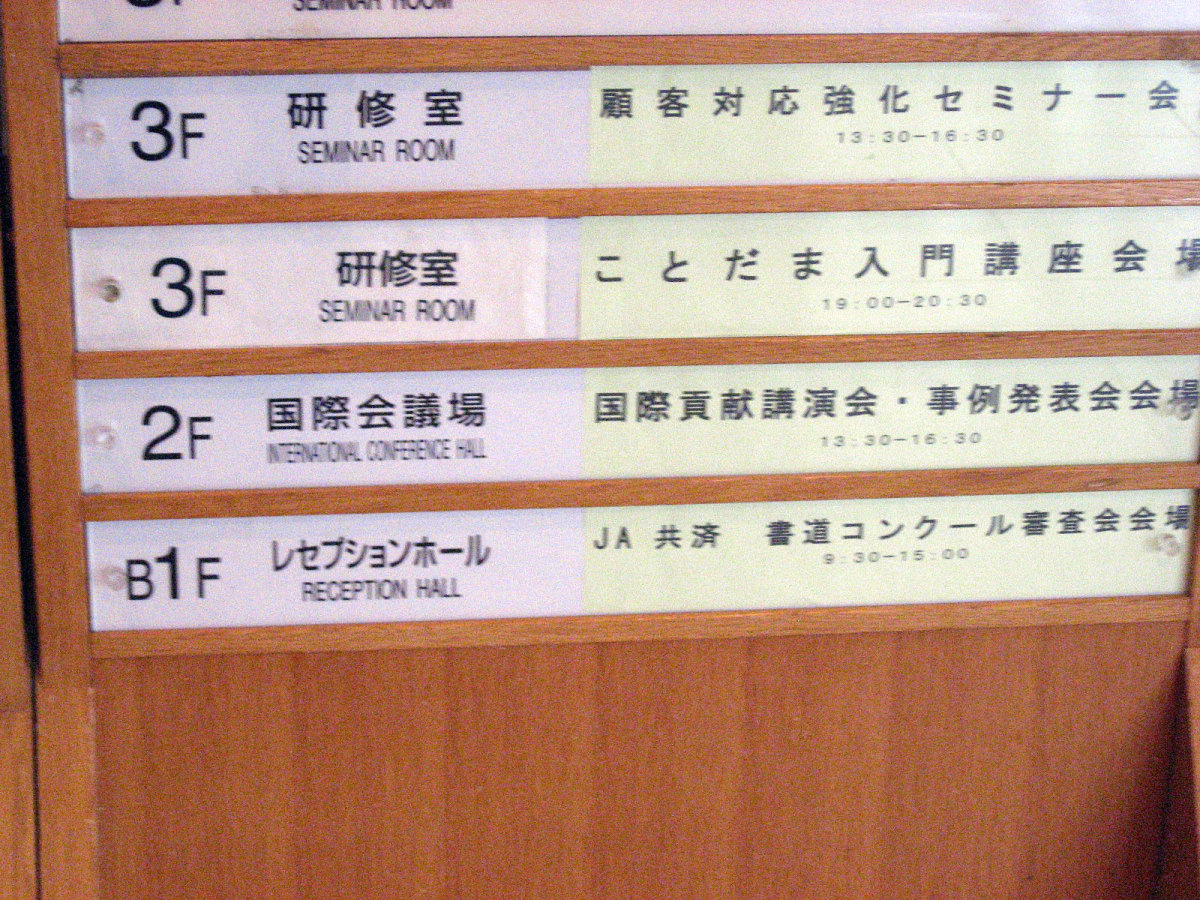 SEMINAR ROOM
3F 研修室 顧客対応強化セミナー会
SEMINAR ROOM 13:30-16:30
3F 研修室 ことだま入門講座会場
SEMINAR ROOM 19:00-20:30
2F 国際会議場 国際貢献講演会・事例発表会会場
INTERNATIONAL CONFERENCE HALL 13:30-16:30
B1F レセプションホール JA 共済 書道コンクール審査会会場
RECEPTION HALL 9:30-15:00